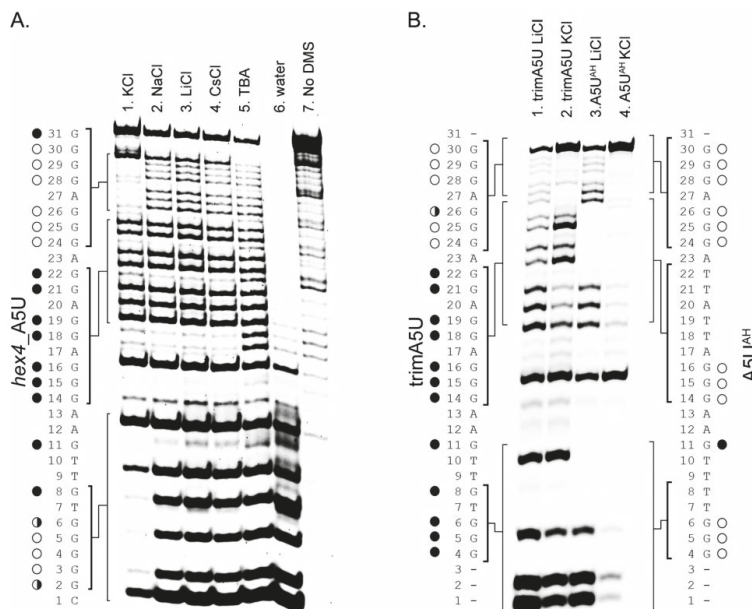 A.
1. KCl
2. NaCl
3. LiCl
4. CsCl
5. TBA
6. water
7. No DMS
hex4_A5U
31 G
30 G
29 G
28 G
27 A
26 G
25 G
24 G
23 A
22 G
21 G
20 A
19 G
18 G
17 A
16 G
15 G
14 G
13 A
12 A
11 G
10 T
9 T
8 G
7 T
6 G
5 G
4 G
3 G
2 G
1 C
B.
1. trimA5U LiCl
2. trimA5U KCl
3. A5Uᴬᴴ LiCl
4. A5Uᴬᴴ KCl
trimA5U
31 -
30 G
29 G
28 G
27 A
26 G
25 G
24 G
23 A
22 G
21 G
20 A
19 G
18 G
17 A
16 G
15 G
14 G
13 A
12 A
11 G
10 T
9 T
8 G
7 T
6 G
5 G
4 G
3 -
2 -
1 -
31 -
30 G
29 G
28 G
27 A
26 G
25 G
24 G
23 A
22 T
21 T
20 A
19 T
18 T
17 A
16 G
15 G
14 G
13 A
12 A
11 G
10 T
9 T
8 T
7 T
6 G
5 G
4 G
3 -
2 -
1 -
A5Uᴬᴴ